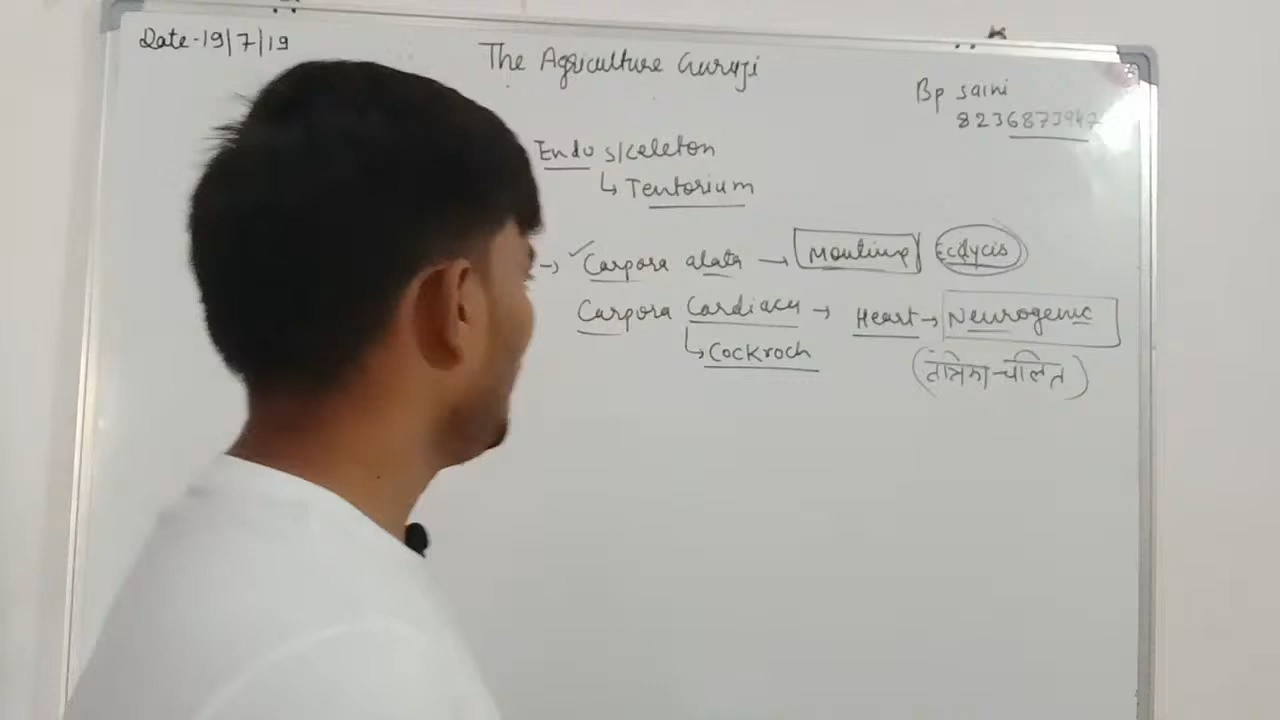 Date-19/7/19
The Agriculture Guruji
Bp saini
8236873947
Endo skeleton
↳ Tentorium
→ ✓ Carpora alata → Moulting Ecdycis
Carpora Cardiacu → Heart → Neurogenic
↳ Cockroch
(तंत्रिका-चलित)